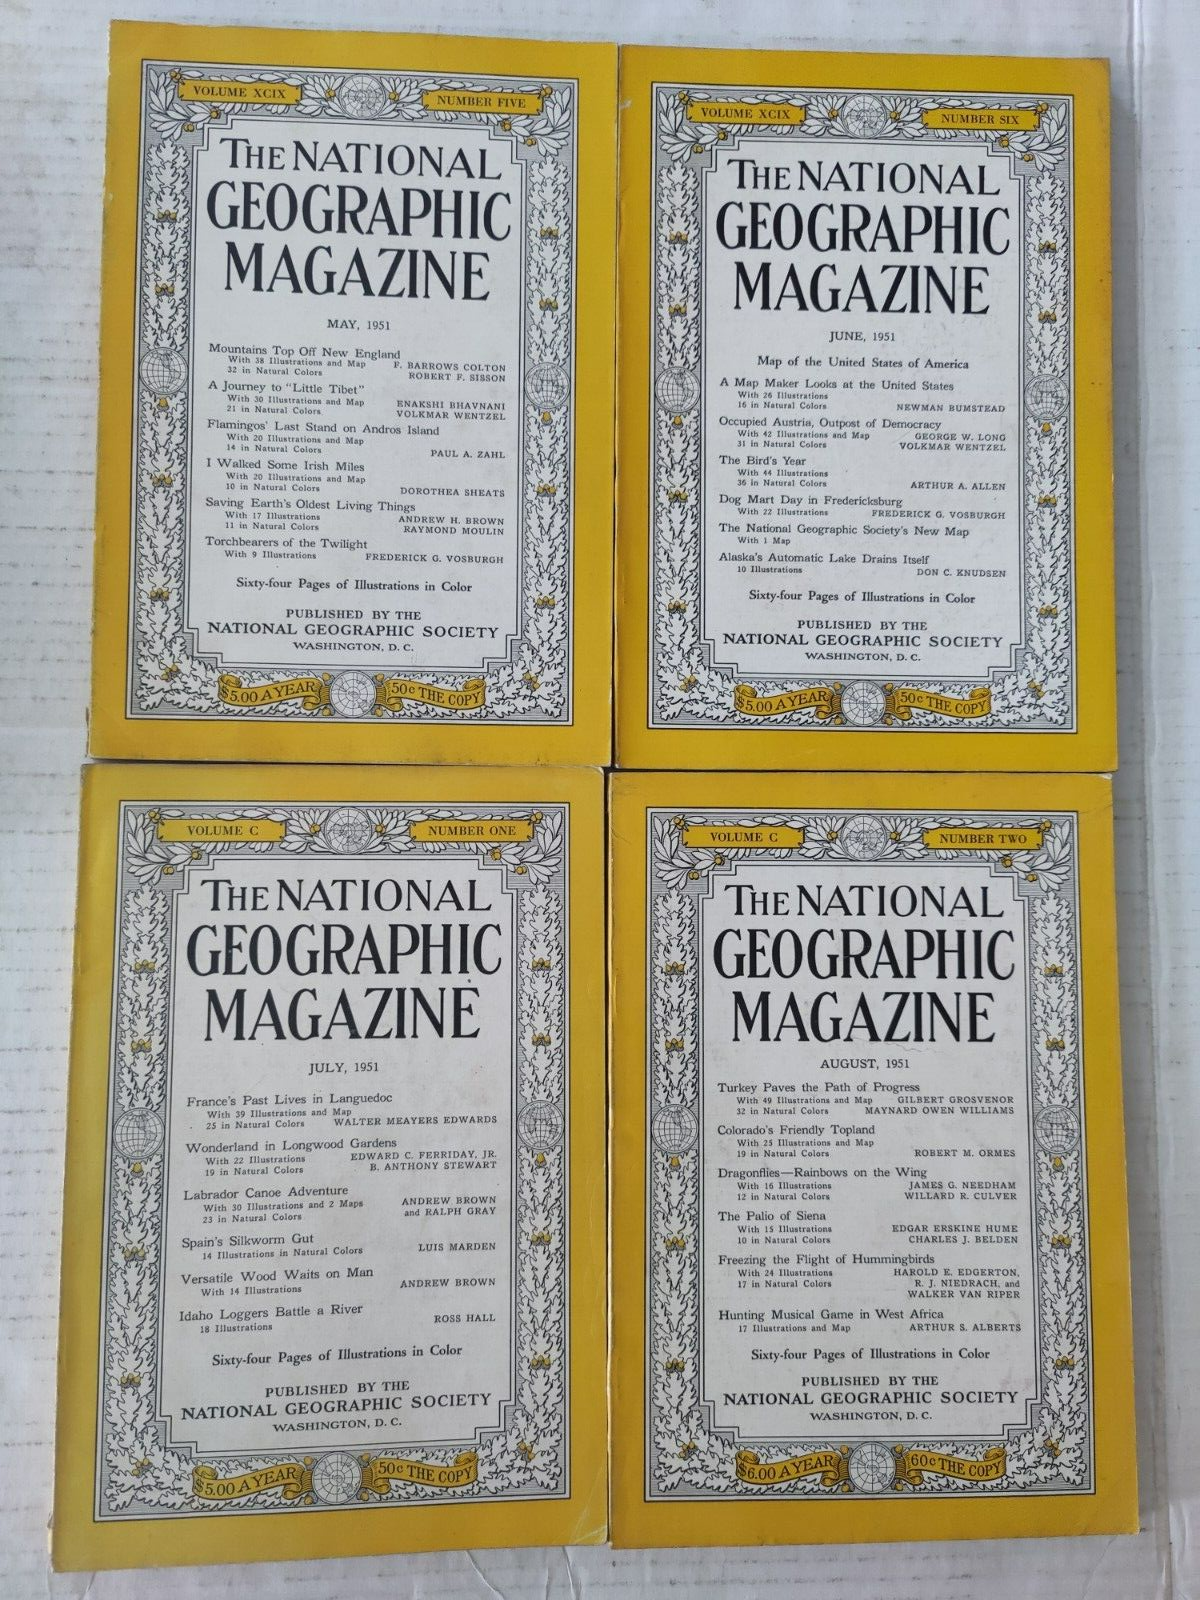 VOLUME XCIX NUMBER FIVE
THE NATIONAL
GEOGRAPHIC
MAGAZINE
MAY, 1951
Mountains Top Off New England
With 38 Illustrations and Map F. BARROWS COLTON
32 in Natural Colors ROBERT F. SISSON
A Journey to "Little Tibet"
With 30 Illustrations and Map ENAKSHI BHAVNANI
21 in Natural Colors VOLKMAR WENTZEL
Flamingos' Last Stand on Andros Island
With 20 Illustrations and Map
14 in Natural Colors PAUL A. ZAHL
I Walked Some Irish Miles
With 20 Illustrations and Map
10 in Natural Colors DOROTHEA SHEATS
Saving Earth's Oldest Living Things
With 17 Illustrations ANDREW H. BROWN
11 in Natural Colors RAYMOND MOULIN
Torchbearers of the Twilight
With 9 Illustrations FREDERICK G. VOSBURGH
Sixty-four Pages of Illustrations in Color
PUBLISHED BY THE
NATIONAL GEOGRAPHIC SOCIETY
WASHINGTON, D. C.
$5.00 A YEAR 50c THE COPY
VOLUME XCIX NUMBER SIX
THE NATIONAL
GEOGRAPHIC
MAGAZINE
JUNE, 1951
Map of the United States of America
A Map Maker Looks at the United States
With 26 Illustrations
16 in Natural Colors NEWMAN BUMSTEAD
Occupied Austria, Outpost of Democracy
With 42 Illustrations and Map GEORGE W. LONG
31 in Natural Colors VOLKMAR WENTZEL
The Bird's Year
With 44 Illustrations
36 in Natural Colors ARTHUR A. ALLEN
Dog Mart Day in Fredericksburg
With 22 Illustrations FREDERICK G. VOSBURGH
The National Geographic Society's New Map
With 1 Map
Alaska's Automatic Lake Drains Itself
10 Illustrations DON C. KNUDSEN
Sixty-four Pages of Illustrations in Color
PUBLISHED BY THE
NATIONAL GEOGRAPHIC SOCIETY
WASHINGTON, D. C.
$5.00 A YEAR 50c THE COPY
VOLUME C NUMBER ONE
THE NATIONAL
GEOGRAPHIC
MAGAZINE
JULY, 1951
France's Past Lives in Languedoc
With 39 Illustrations and Map
25 in Natural Colors WALTER MEAYERS EDWARDS
Wonderland in Longwood Gardens
With 22 Illustrations EDWARD C. FERRIDAY, JR.
19 in Natural Colors B. ANTHONY STEWART
Labrador Canoe Adventure
With 30 Illustrations and 2 Maps ANDREW BROWN
23 in Natural Colors and RALPH GRAY
Spain's Silkworm Gut
14 Illustrations in Natural Colors LUIS MARDEN
Versatile Wood Waits on Man
With 14 Illustrations ANDREW BROWN
Idaho Loggers Battle a River
18 Illustrations ROSS HALL
Sixty-four Pages of Illustrations in Color
PUBLISHED BY THE
NATIONAL GEOGRAPHIC SOCIETY
WASHINGTON, D. C.
$5.00 A YEAR 50c THE COPY
VOLUME C NUMBER TWO
THE NATIONAL
GEOGRAPHIC
MAGAZINE
AUGUST, 1951
Turkey Paves the Path of Progress
With 49 Illustrations and Map GILBERT GROSVENOR
32 in Natural Colors MAYNARD OWEN WILLIAMS
Colorado's Friendly Topland
With 25 Illustrations and Map
19 in Natural Colors ROBERT M. ORMES
Dragonflies—Rainbows on the Wing
With 16 Illustrations JAMES G. NEEDHAM
12 in Natural Colors WILLARD R. CULVER
The Palio of Siena
With 15 Illustrations EDGAR ERSKINE HUME
10 in Natural Colors CHARLES J. BELDEN
Freezing the Flight of Hummingbirds
With 24 Illustrations HAROLD E. EDGERTON,
17 in Natural Colors R. J. NIEDRACH, and
WALKER VAN RIPER
Hunting Musical Game in West Africa
17 Illustrations and Map ARTHUR S. ALBERTS
Sixty-four Pages of Illustrations in Color
PUBLISHED BY THE
NATIONAL GEOGRAPHIC SOCIETY
WASHINGTON, D. C.
$6.00 A YEAR 60c THE COPY